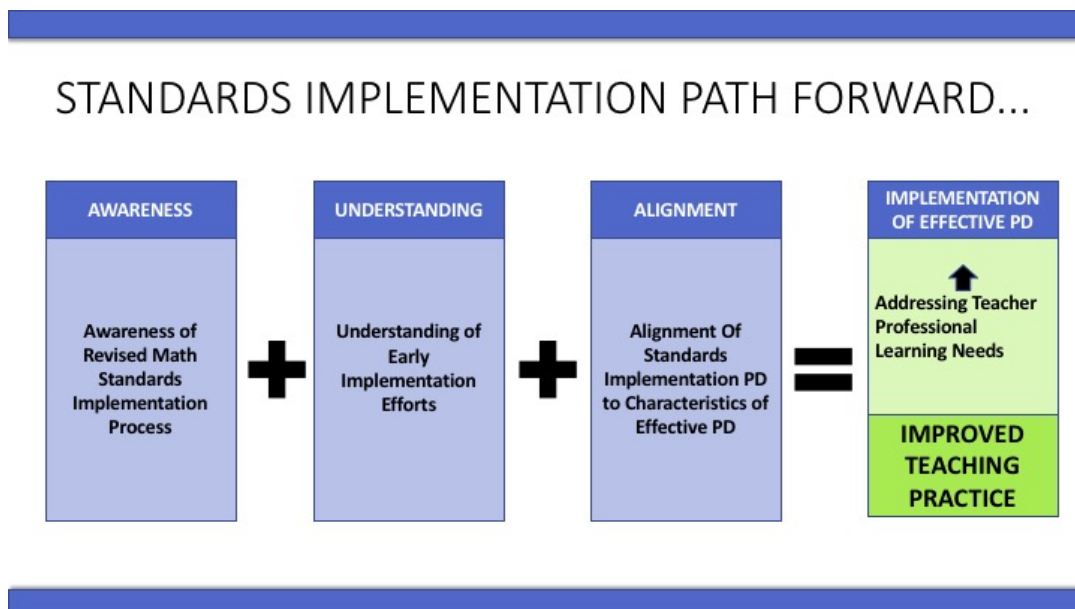 STANDARDS IMPLEMENTATION PATH FORWARD...
AWARENESS
Awareness of
Revised Math
Standards
Implementation
Process
UNDERSTANDING
Understanding of
Early
Implementation
Efforts
ALIGNMENT
Alignment Of
Standards
Implementation PD
to Characteristics of
Effective PD
IMPLEMENTATION
OF EFFECTIVE PD
Addressing Teacher
Professional
Learning Needs
IMPROVED
TEACHING
PRACTICE